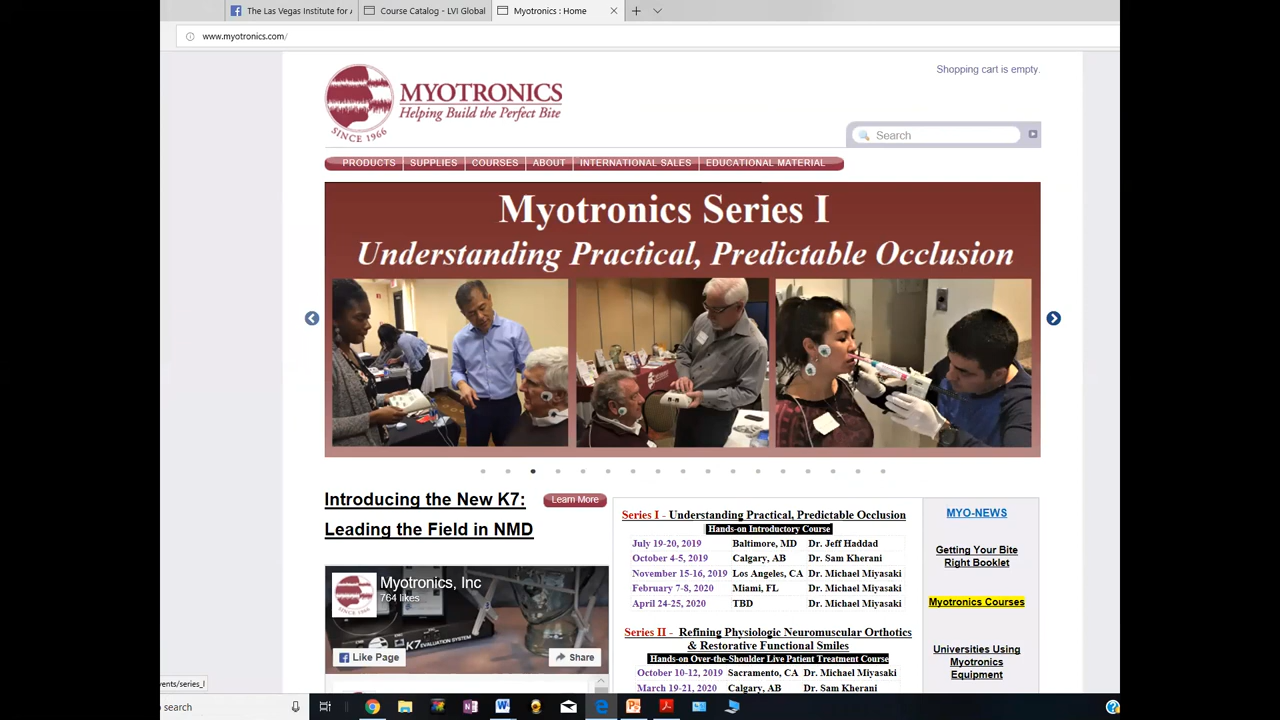 The Las Vegas Institute for A
Course Catalog - LVI Global
Myotronics : Home
www.myotronics.com/
Shopping cart is empty.
MYOTRONICS
Helping Build the Perfect Bite
SINCE 1966
Search
PRODUCTS SUPPLIES COURSES ABOUT INTERNATIONAL SALES EDUCATIONAL MATERIAL
Myotronics Series I
Understanding Practical, Predictable Occlusion
Introducing the New K7:
Leading the Field in NMD
Learn More
Myotronics, Inc
764 likes
K7 EVALUATION SYSTEM
Like Page
Share
Series I - Understanding Practical, Predictable Occlusion
Hands-on Introductory Course
July 19-20, 2019 Baltimore, MD Dr. Jeff Haddad
October 4-5, 2019 Calgary, AB Dr. Sam Kherani
November 15-16, 2019 Los Angeles, CA Dr. Michael Miyasaki
February 7-8, 2020 Miami, FL Dr. Michael Miyasaki
April 24-25, 2020 TBD Dr. Michael Miyasaki
Series II - Refining Physiologic Neuromuscular Orthotics
& Restorative Functional Smiles
Hands-on Over-the-Shoulder Live Patient Treatment Course
October 10-12, 2019 Sacramento, CA Dr. Michael Miyasaki
March 19-21, 2020 Calgary, AB Dr. Sam Kherani
MYO-NEWS
Getting Your Bite
Right Booklet
Myotronics Courses
Universities Using
Myotronics
Equipment
vents/series_I
search